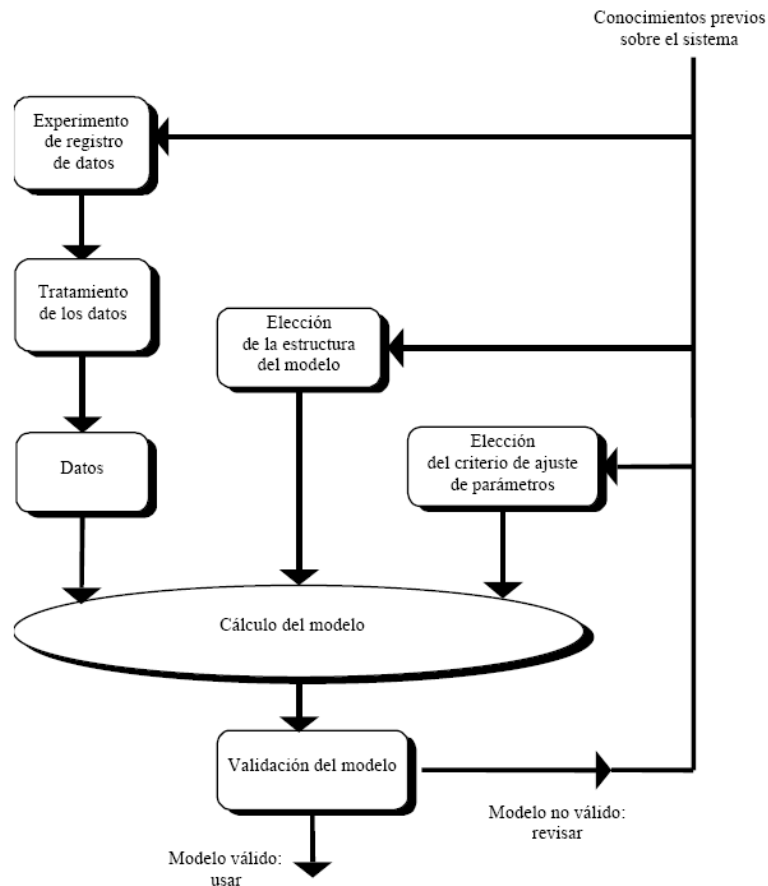 Conocimientos previos
sobre el sistema
Experimento
de registro
de datos
Tratamiento
de los datos
Elección
de la estructura
del modelo
Elección
del criterio de ajuste
de parámetros
Datos
Cálculo del modelo
Validación del modelo
Modelo no válido:
revisar
Modelo válido:
usar